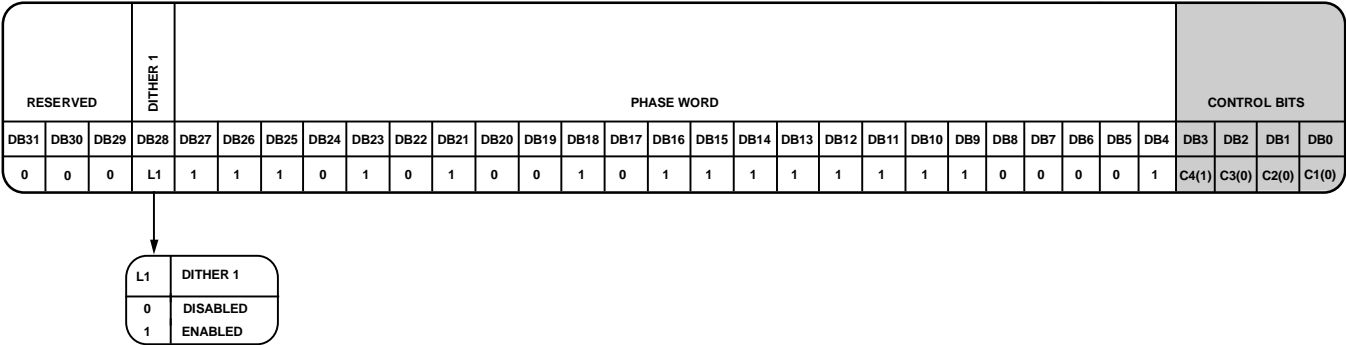 DITHER 1
RESERVED PHASE WORD CONTROL BITS
DB31 DB30 DB29 DB28 DB27 DB26 DB25 DB24 DB23 DB22 DB21 DB20 DB19 DB18 DB17 DB16 DB15 DB14 DB13 DB12 DB11 DB10 DB9 DB8 DB7 DB6 DB5 DB4 DB3 DB2 DB1 DB0
0 0 0 L1 1 1 1 0 1 0 1 0 0 1 0 1 1 1 1 1 1 1 1 0 0 0 0 1 C4(1) C3(0) C2(0) C1(0)
L1 DITHER 1
0 DISABLED
1 ENABLED